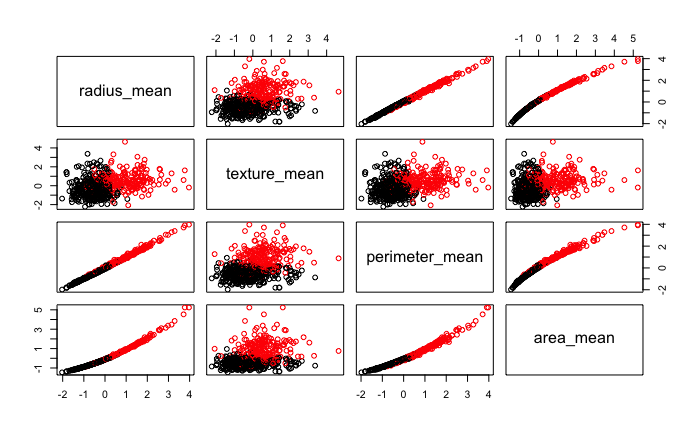 -2 -1 0 1 2 3 4
-1 0 1 2 3 4 5
radius_mean
-2 0 2 4
-2 0 2 4
texture_mean
perimeter_mean
-2 0 2 4
-1 1 3 5
area_mean
-2 -1 0 1 2 3 4
-2 -1 0 1 2 3 4